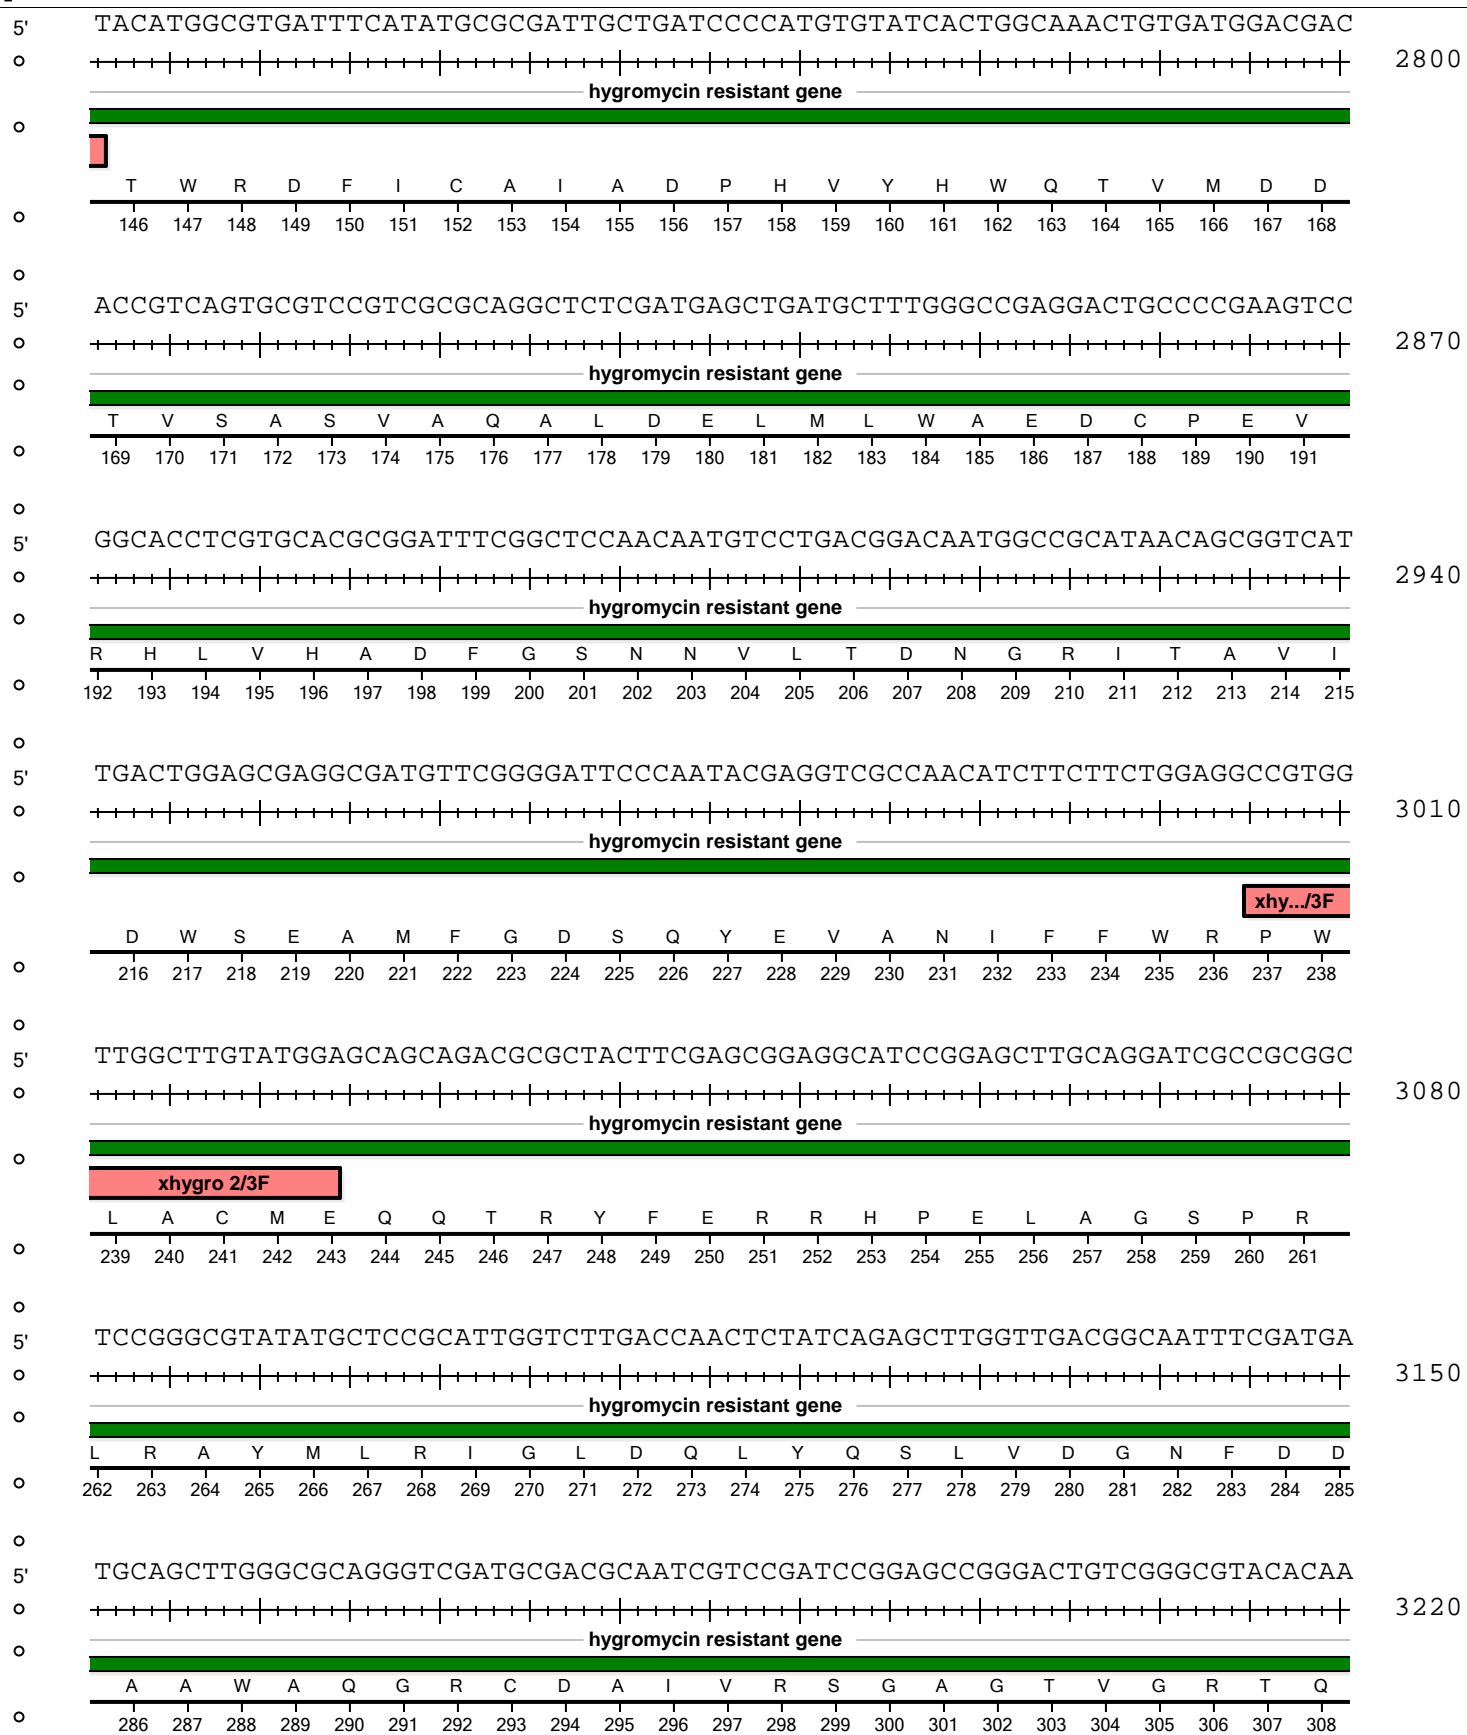 5' TACATGGCGTGATTTCATATGCGCGATTGCTGATCCCCATGTGTATCACTGGCAAACTGTGATGGACGAC
2800
hygromycin resistant gene
T W R D F I C A I A D P H V Y H W Q T V M D D
146 147 148 149 150 151 152 153 154 155 156 157 158 159 160 161 162 163 164 165 166 167 168
5' ACCGTCAGTGCGTCCGTCGCGCAGGCTCTCGATGAGCTGATGCTTTGGGCCGAGGACTGCCCCGAAGTCC
2870
hygromycin resistant gene
T V S A S V A Q A L D E L M L W A E D C P E V
169 170 171 172 173 174 175 176 177 178 179 180 181 182 183 184 185 186 187 188 189 190 191
5' GGCACCTCGTGCACGCGGATTTCGGCTCCAACAATGTCCTGACGGACAATGGCCGCATAACAGCGGTCAT
2940
hygromycin resistant gene
R H L V H A D F G S N N V L T D N G R I T A V I
192 193 194 195 196 197 198 199 200 201 202 203 204 205 206 207 208 209 210 211 212 213 214 215
5' TGACTGGAGCGAGGCGATGTTCGGGGATTCCCAATACGAGGTCGCCAACATCTTCTTCTGGAGGCCGTGG
3010
hygromycin resistant gene
xhy.../3F
D W S E A M F G D S Q Y E V A N I F F W R P W
216 217 218 219 220 221 222 223 224 225 226 227 228 229 230 231 232 233 234 235 236 237 238
5' TTGGCTTGTATGGAGCAGCAGACGCGCTACTTCGAGCGGAGGCATCCGGAGCTTGCAGGATCGCCGCGGC
3080
hygromycin resistant gene
xhygro 2/3F
L A C M E Q Q T R Y F E R R H P E L A G S P R
239 240 241 242 243 244 245 246 247 248 249 250 251 252 253 254 255 256 257 258 259 260 261
5' TCCGGGCGTATATGCTCCGCATTGGTCTTGACCAACTCTATCAGAGCTTGGTTGACGGCAATTTCGATGA
3150
hygromycin resistant gene
L R A Y M L R I G L D Q L Y Q S L V D G N F D D
262 263 264 265 266 267 268 269 270 271 272 273 274 275 276 277 278 279 280 281 282 283 284 285
5' TGCAGCTTGGGCGCAGGGTCGATGCGACGCAATCGTCCGATCCGGAGCCGGGACTGTCGGGCGTACACAA
3220
hygromycin resistant gene
A A W A Q G R C D A I V R S G A G T V G R T Q
286 287 288 289 290 291 292 293 294 295 296 297 298 299 300 301 302 303 304 305 306 307 308